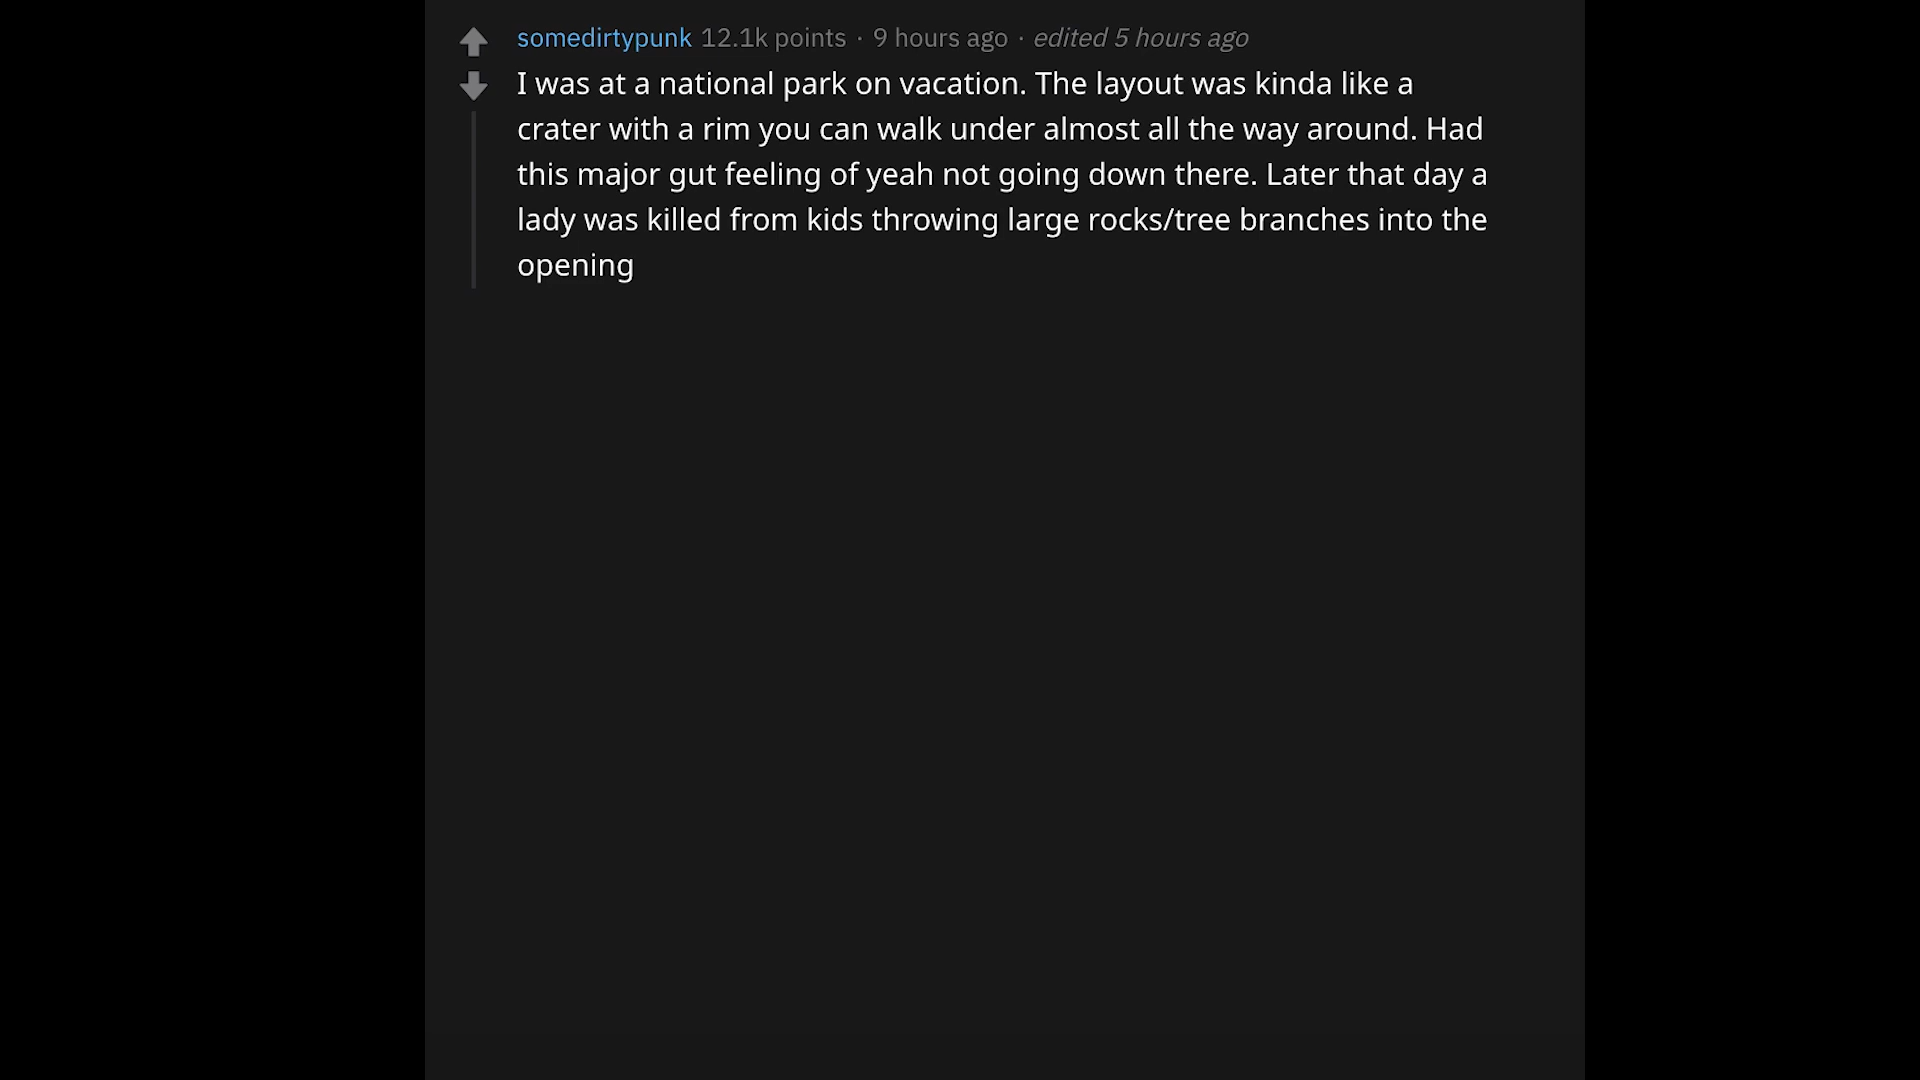 somedirtypunk 12.1k points · 9 hours ago · edited 5 hours ago
I was at a national park on vacation. The layout was kinda like a
crater with a rim you can walk under almost all the way around. Had
this major gut feeling of yeah not going down there. Later that day a
lady was killed from kids throwing large rocks/tree branches into the
opening